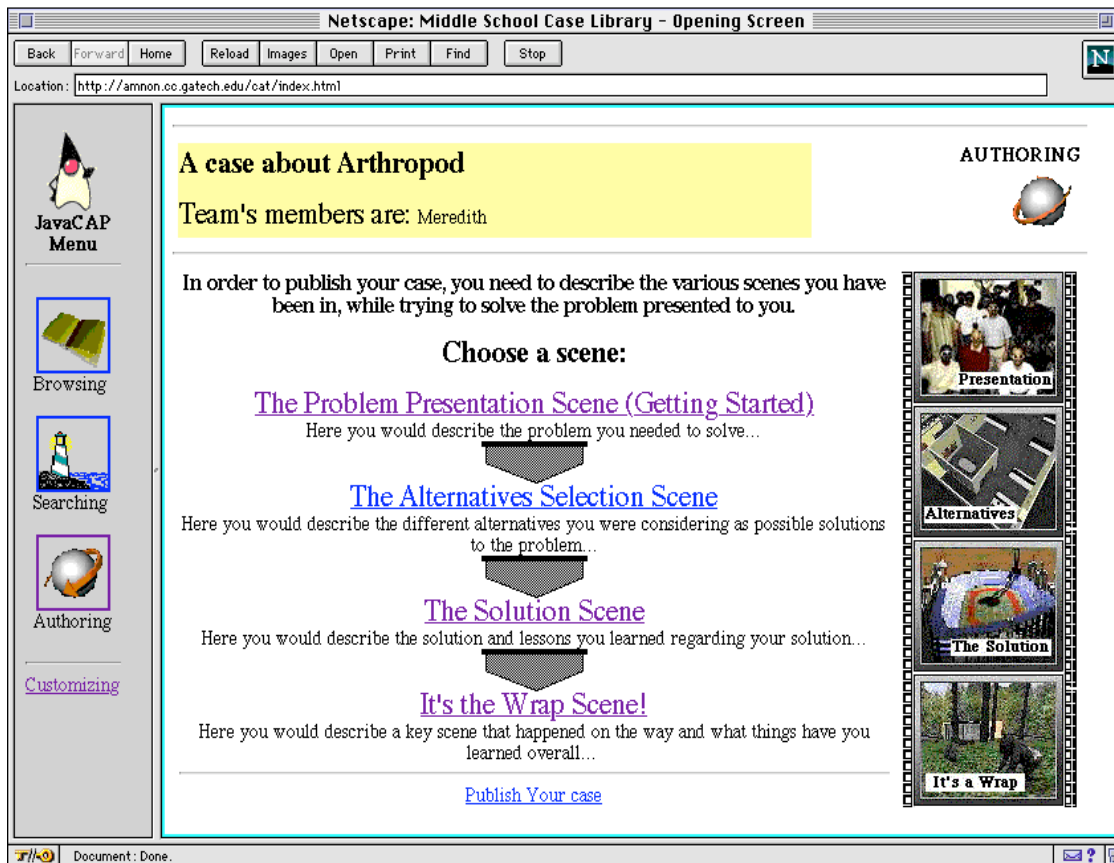 Netscape: Middle School Case Library - Opening Screen
Back Forward Home Reload Images Open Print Find Stop
N
Location: http://amnon.cc.gatech.edu/cat/index.html
JavaCAP
Menu
Browsing
Searching
Authoring
Customizing
A case about Arthropod
Team's members are: Meredith
AUTHORING
In order to publish your case, you need to describe the various scenes you have
been in, while trying to solve the problem presented to you.
Choose a scene:
The Problem Presentation Scene (Getting Started)
Here you would describe the problem you needed to solve...
The Alternatives Selection Scene
Here you would describe the different alternatives you were considering as possible solutions
to the problem...
The Solution Scene
Here you would describe the solution and lessons you learned regarding your solution...
It's the Wrap Scene!
Here you would describe a key scene that happened on the way and what things have you
learned overall...
Publish Your case
Presentation
Alternatives
The Solution
It's a Wrap
Document: Done.
?